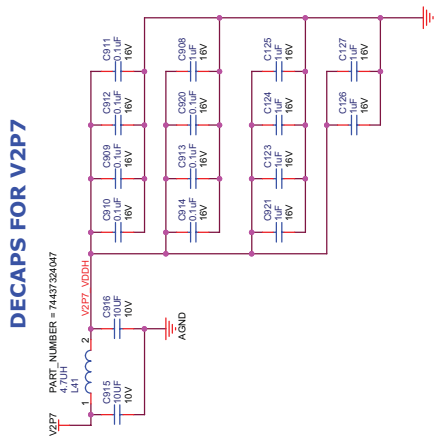 DECAPS FOR V2P7
V2P7
1
2
PART_NUMBER = 74437324047
4.7UH
L41
C915
10UF
10V
C916
10UF
10V
AGND
V2P7_VDDH
C910
0.1uF
16V
C909
0.1uF
16V
C912
0.1uF
16V
C911
0.1uF
16V
C914
0.1uF
16V
C913
0.1uF
16V
C920
0.1uF
16V
C908
0.1uF
16V
C921
1uF
16V
C123
1uF
16V
C124
1uF
16V
C125
1uF
16V
C126
1uF
16V
C127
1uF
16V